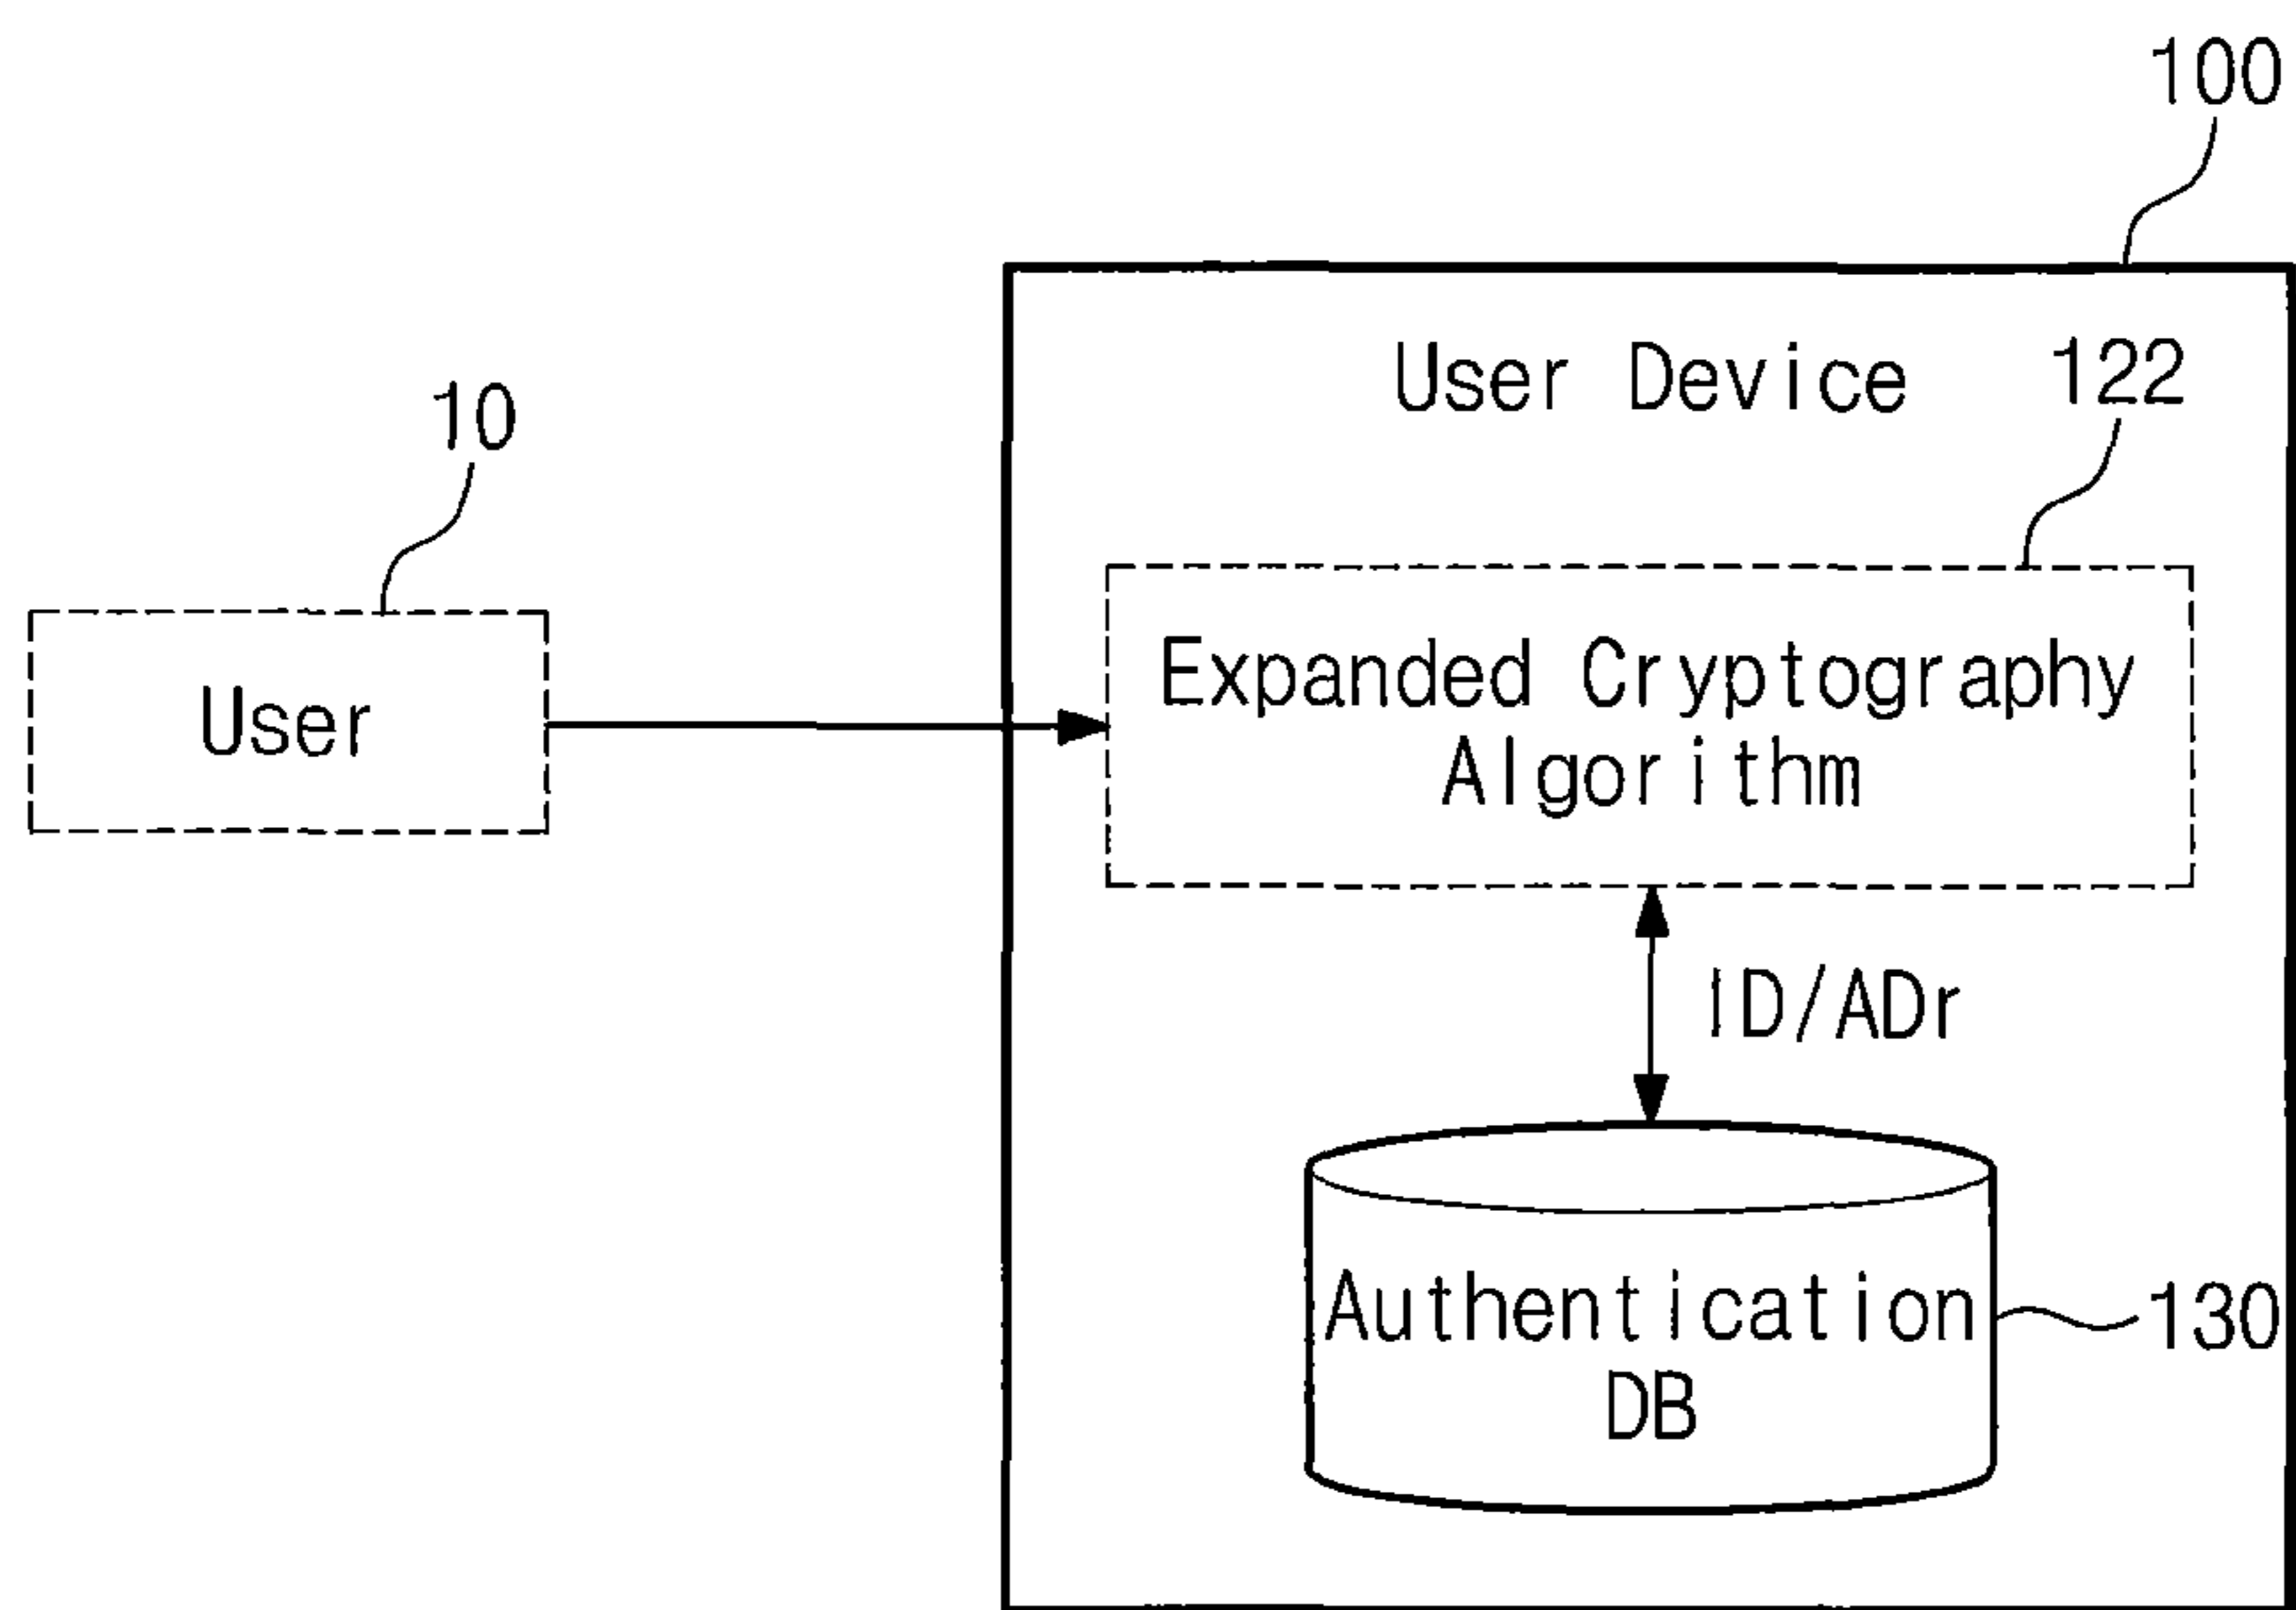 100
User Device
122
10
Expanded Cryptography
Algorithm
User
ID/ADr
Authentication
DB
130